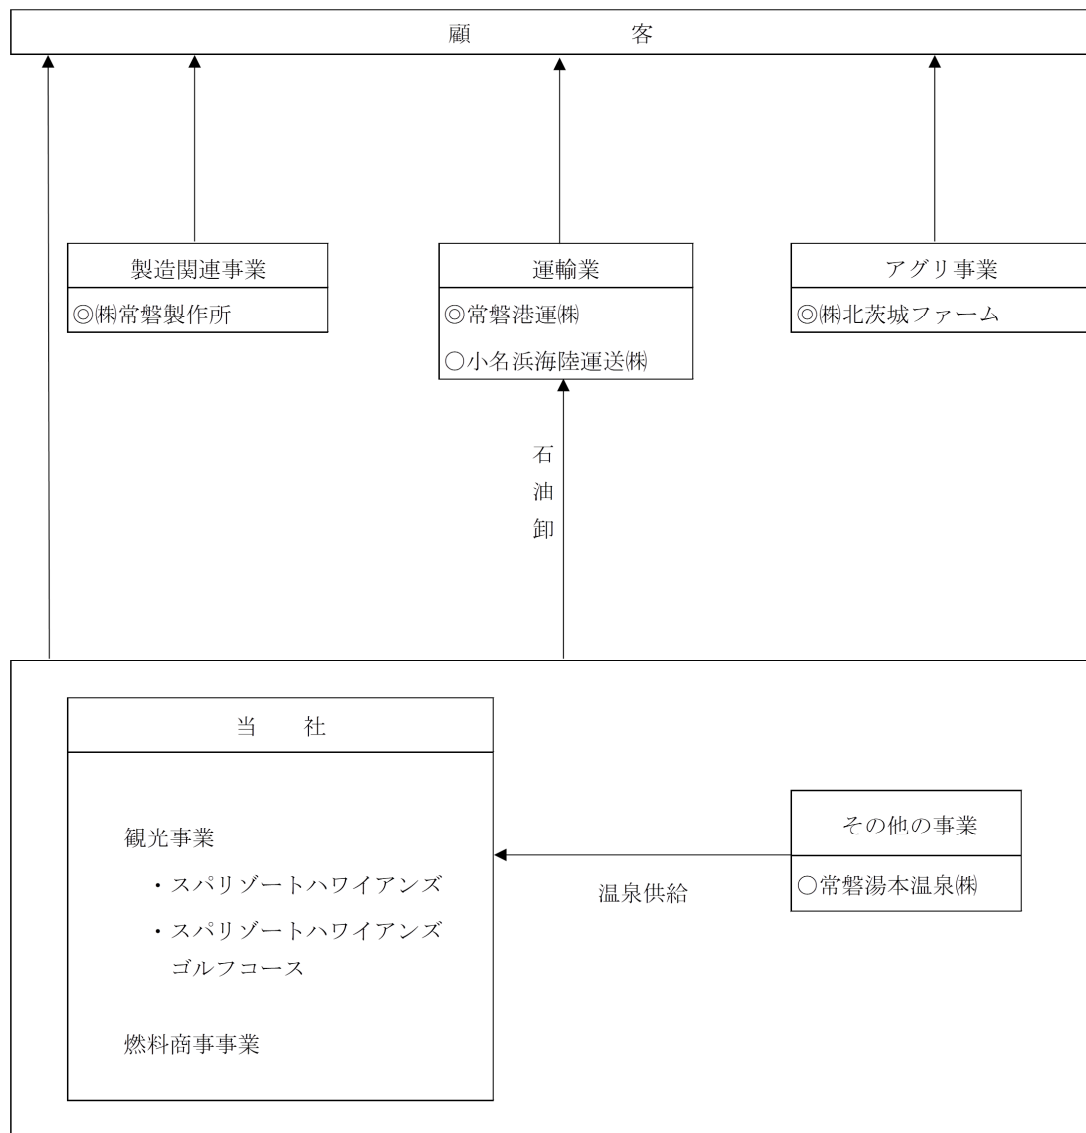 顧　　　　　　客
製造関連事業
◎㈱常磐製作所
運輸業
◎常磐港運㈱
○小名浜海陸運送㈱
アグリ事業
◎㈱北茨城ファーム
石
油
卸
当　　社
観光事業
・スパリゾートハワイアンズ
・スパリゾートハワイアンズ
ゴルフコース
燃料商事事業
温泉供給
その他の事業
○常磐湯本温泉㈱